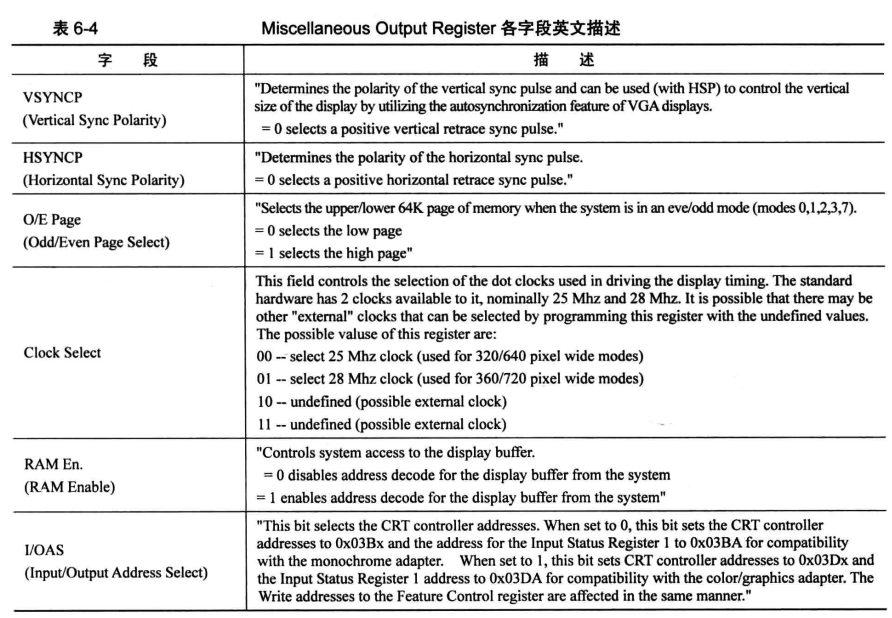 表 6-4 Miscellaneous Output Register 各字段英文描述
字 段 描 述
VSYNCP
(Vertical Sync Polarity)
"Determines the polarity of the vertical sync pulse and can be used (with HSP) to control the vertical
size of the display by utilizing the autosynchronization feature of VGA displays.
= 0 selects a positive vertical retrace sync pulse."
HSYNCP
(Horizontal Sync Polarity)
"Determines the polarity of the horizontal sync pulse.
= 0 selects a positive horizontal retrace sync pulse."
O/E Page
(Odd/Even Page Select)
"Selects the upper/lower 64K page of memory when the system is in an eve/odd mode (modes 0,1,2,3,7).
= 0 selects the low page
= 1 selects the high page"
Clock Select
This field controls the selection of the dot clocks used in driving the display timing. The standard
hardware has 2 clocks available to it, nominally 25 Mhz and 28 Mhz. It is possible that there may be
other "external" clocks that can be selected by programming this register with the undefined values.
The possible valuse of this register are:
00 -- select 25 Mhz clock (used for 320/640 pixel wide modes)
01 -- select 28 Mhz clock (used for 360/720 pixel wide modes)
10 -- undefined (possible external clock)
11 -- undefined (possible external clock)
RAM En.
(RAM Enable)
"Controls system access to the display buffer.
= 0 disables address decode for the display buffer from the system
= 1 enables address decode for the display buffer from the system"
I/OAS
(Input/Output Address Select)
"This bit selects the CRT controller addresses. When set to 0, this bit sets the CRT controller
addresses to 0x03Bx and the address for the Input Status Register 1 to 0x03BA for compatibility
with the monochrome adapter. When set to 1, this bit sets CRT controller addresses to 0x03Dx and
the Input Status Register 1 address to 0x03DA for compatibility with the color/graphics adapter. The
Write addresses to the Feature Control register are affected in the same manner."